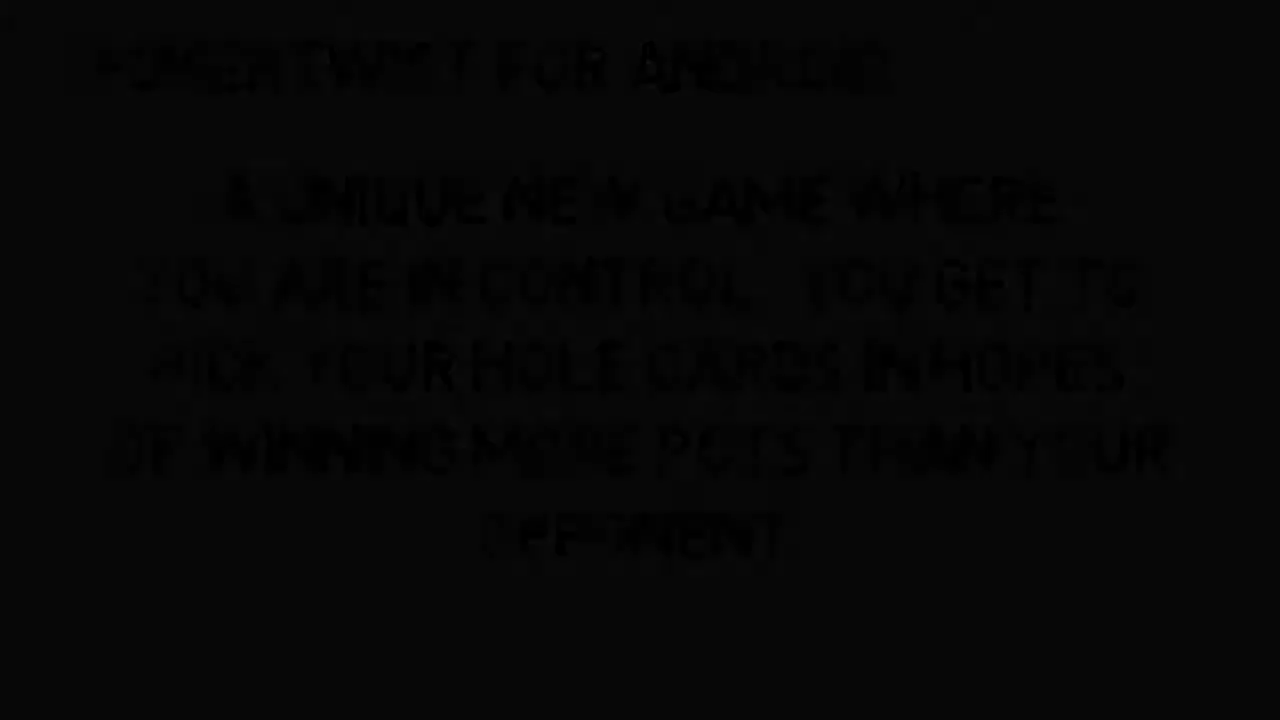 POKER TWIST FOR ANDROID
A UNIQUE NEW GAME WHERE
YOU ARE IN CONTROL. YOU GET TO
PICK YOUR HOLE CARDS IN HOPES
OF WINNING MORE POTS THAN YOUR
OPPONENT